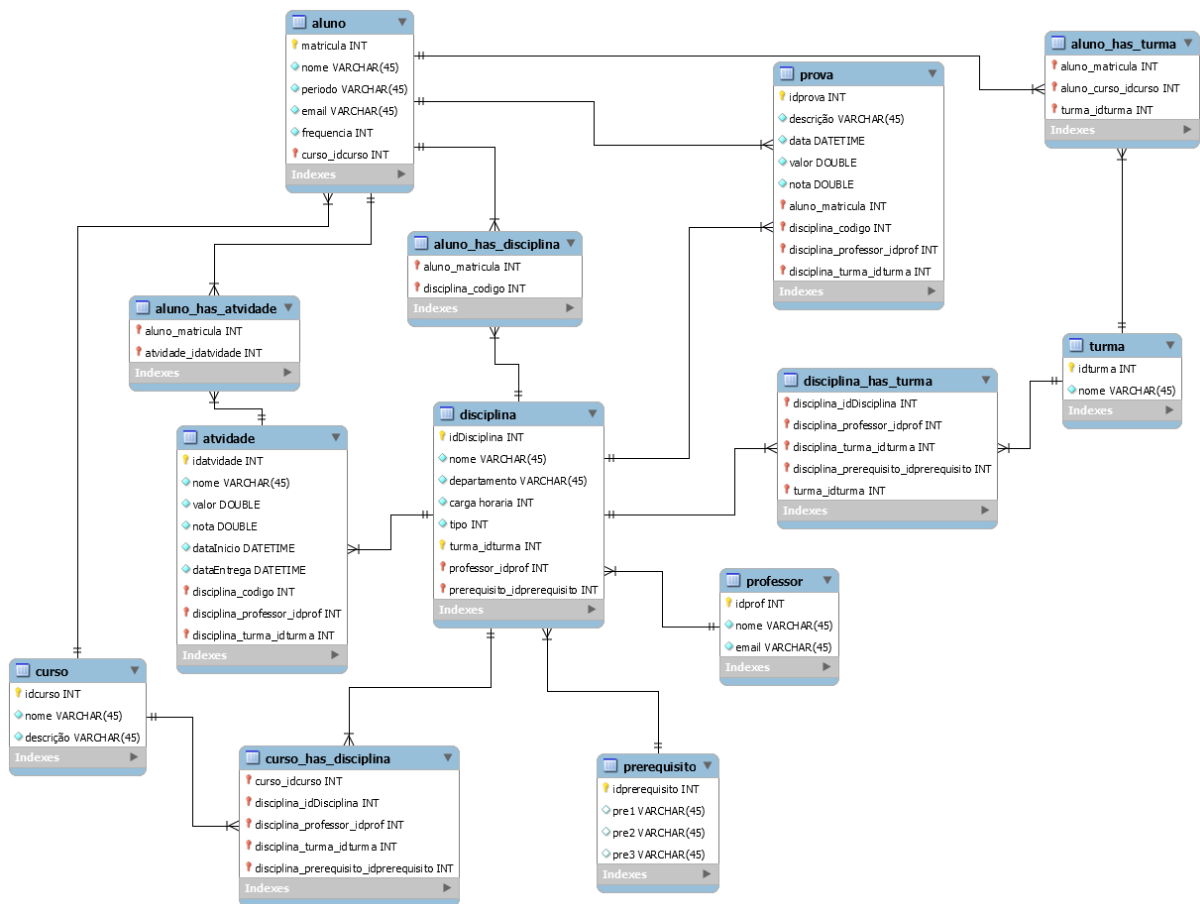 aluno
matricula INT
nome VARCHAR(45)
periodo VARCHAR(45)
email VARCHAR(45)
frequencia INT
curso_idcurso INT
Indexes
aluno_has_turma
aluno_matricula INT
aluno_curso_idcurso INT
turma_idturma INT
Indexes
prova
idprova INT
descrição VARCHAR(45)
data DATETIME
valor DOUBLE
nota DOUBLE
aluno_matricula INT
disciplina_codigo INT
disciplina_professor_idprof INT
disciplina_turma_idturma INT
Indexes
aluno_has_disciplina
aluno_matricula INT
disciplina_codigo INT
Indexes
aluno_has_atvidade
aluno_matricula INT
atvidade_idatvidade INT
Indexes
turma
idturma INT
nome VARCHAR(45)
Indexes
disciplina_has_turma
disciplina_idDisciplina INT
disciplina_professor_idprof INT
disciplina_turma_idturma INT
disciplina_prerequisito_idprerequisito INT
turma_idturma INT
Indexes
disciplina
idDisciplina INT
nome VARCHAR(45)
departamento VARCHAR(45)
carga horaria INT
tipo INT
turma_idturma INT
professor_idprof INT
prerequisito_idprerequisito INT
Indexes
atvidade
idatvidade INT
nome VARCHAR(45)
valor DOUBLE
nota DOUBLE
dataInicio DATETIME
dataEntrega DATETIME
disciplina_codigo INT
disciplina_professor_idprof INT
disciplina_turma_idturma INT
Indexes
professor
idprof INT
nome VARCHAR(45)
email VARCHAR(45)
Indexes
curso
idcurso INT
nome VARCHAR(45)
descrição VARCHAR(45)
Indexes
curso_has_disciplina
curso_idcurso INT
disciplina_idDisciplina INT
disciplina_professor_idprof INT
disciplina_turma_idturma INT
disciplina_prerequisito_idprerequisito INT
Indexes
prerequisito
idprerequisito INT
pre1 VARCHAR(45)
pre2 VARCHAR(45)
pre3 VARCHAR(45)
Indexes